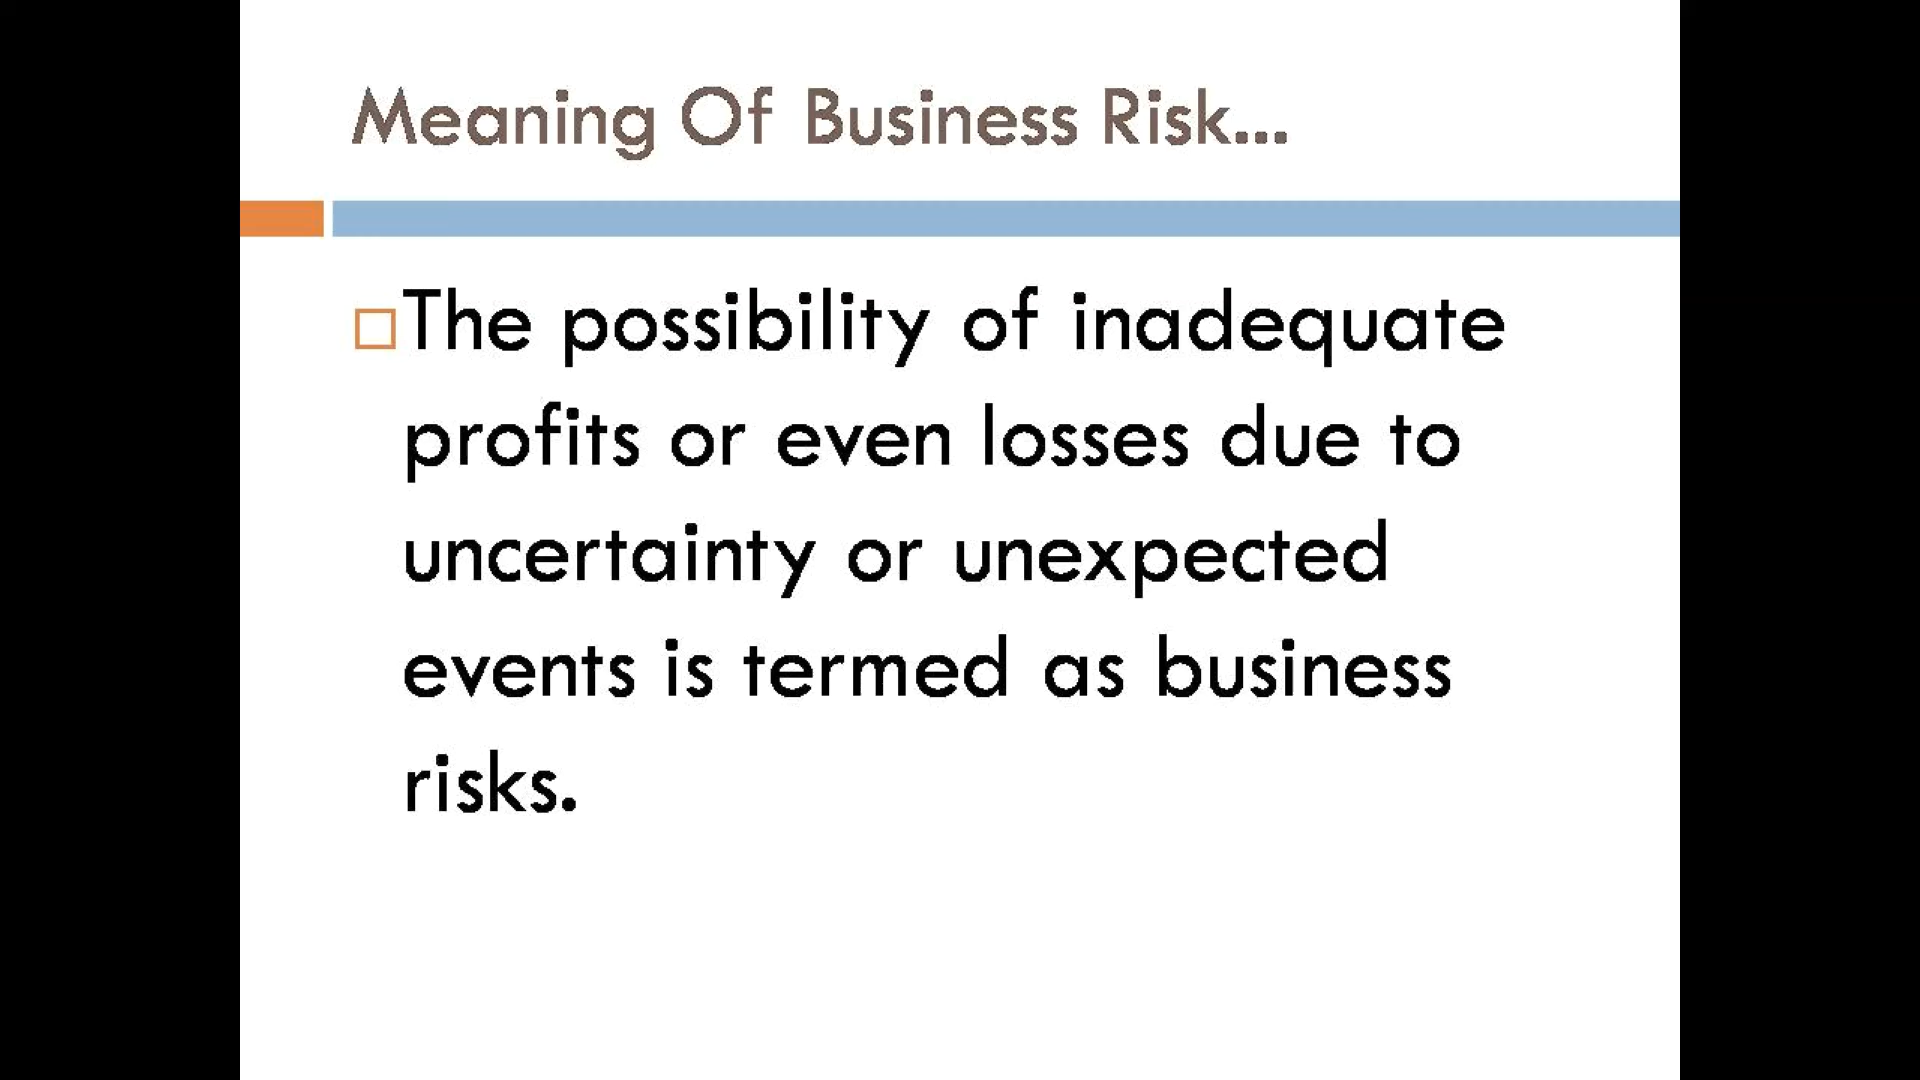 Meaning Of Business Risk...
The possibility of inadequate
profits or even losses due to
uncertainty or unexpected
events is termed as business
risks.